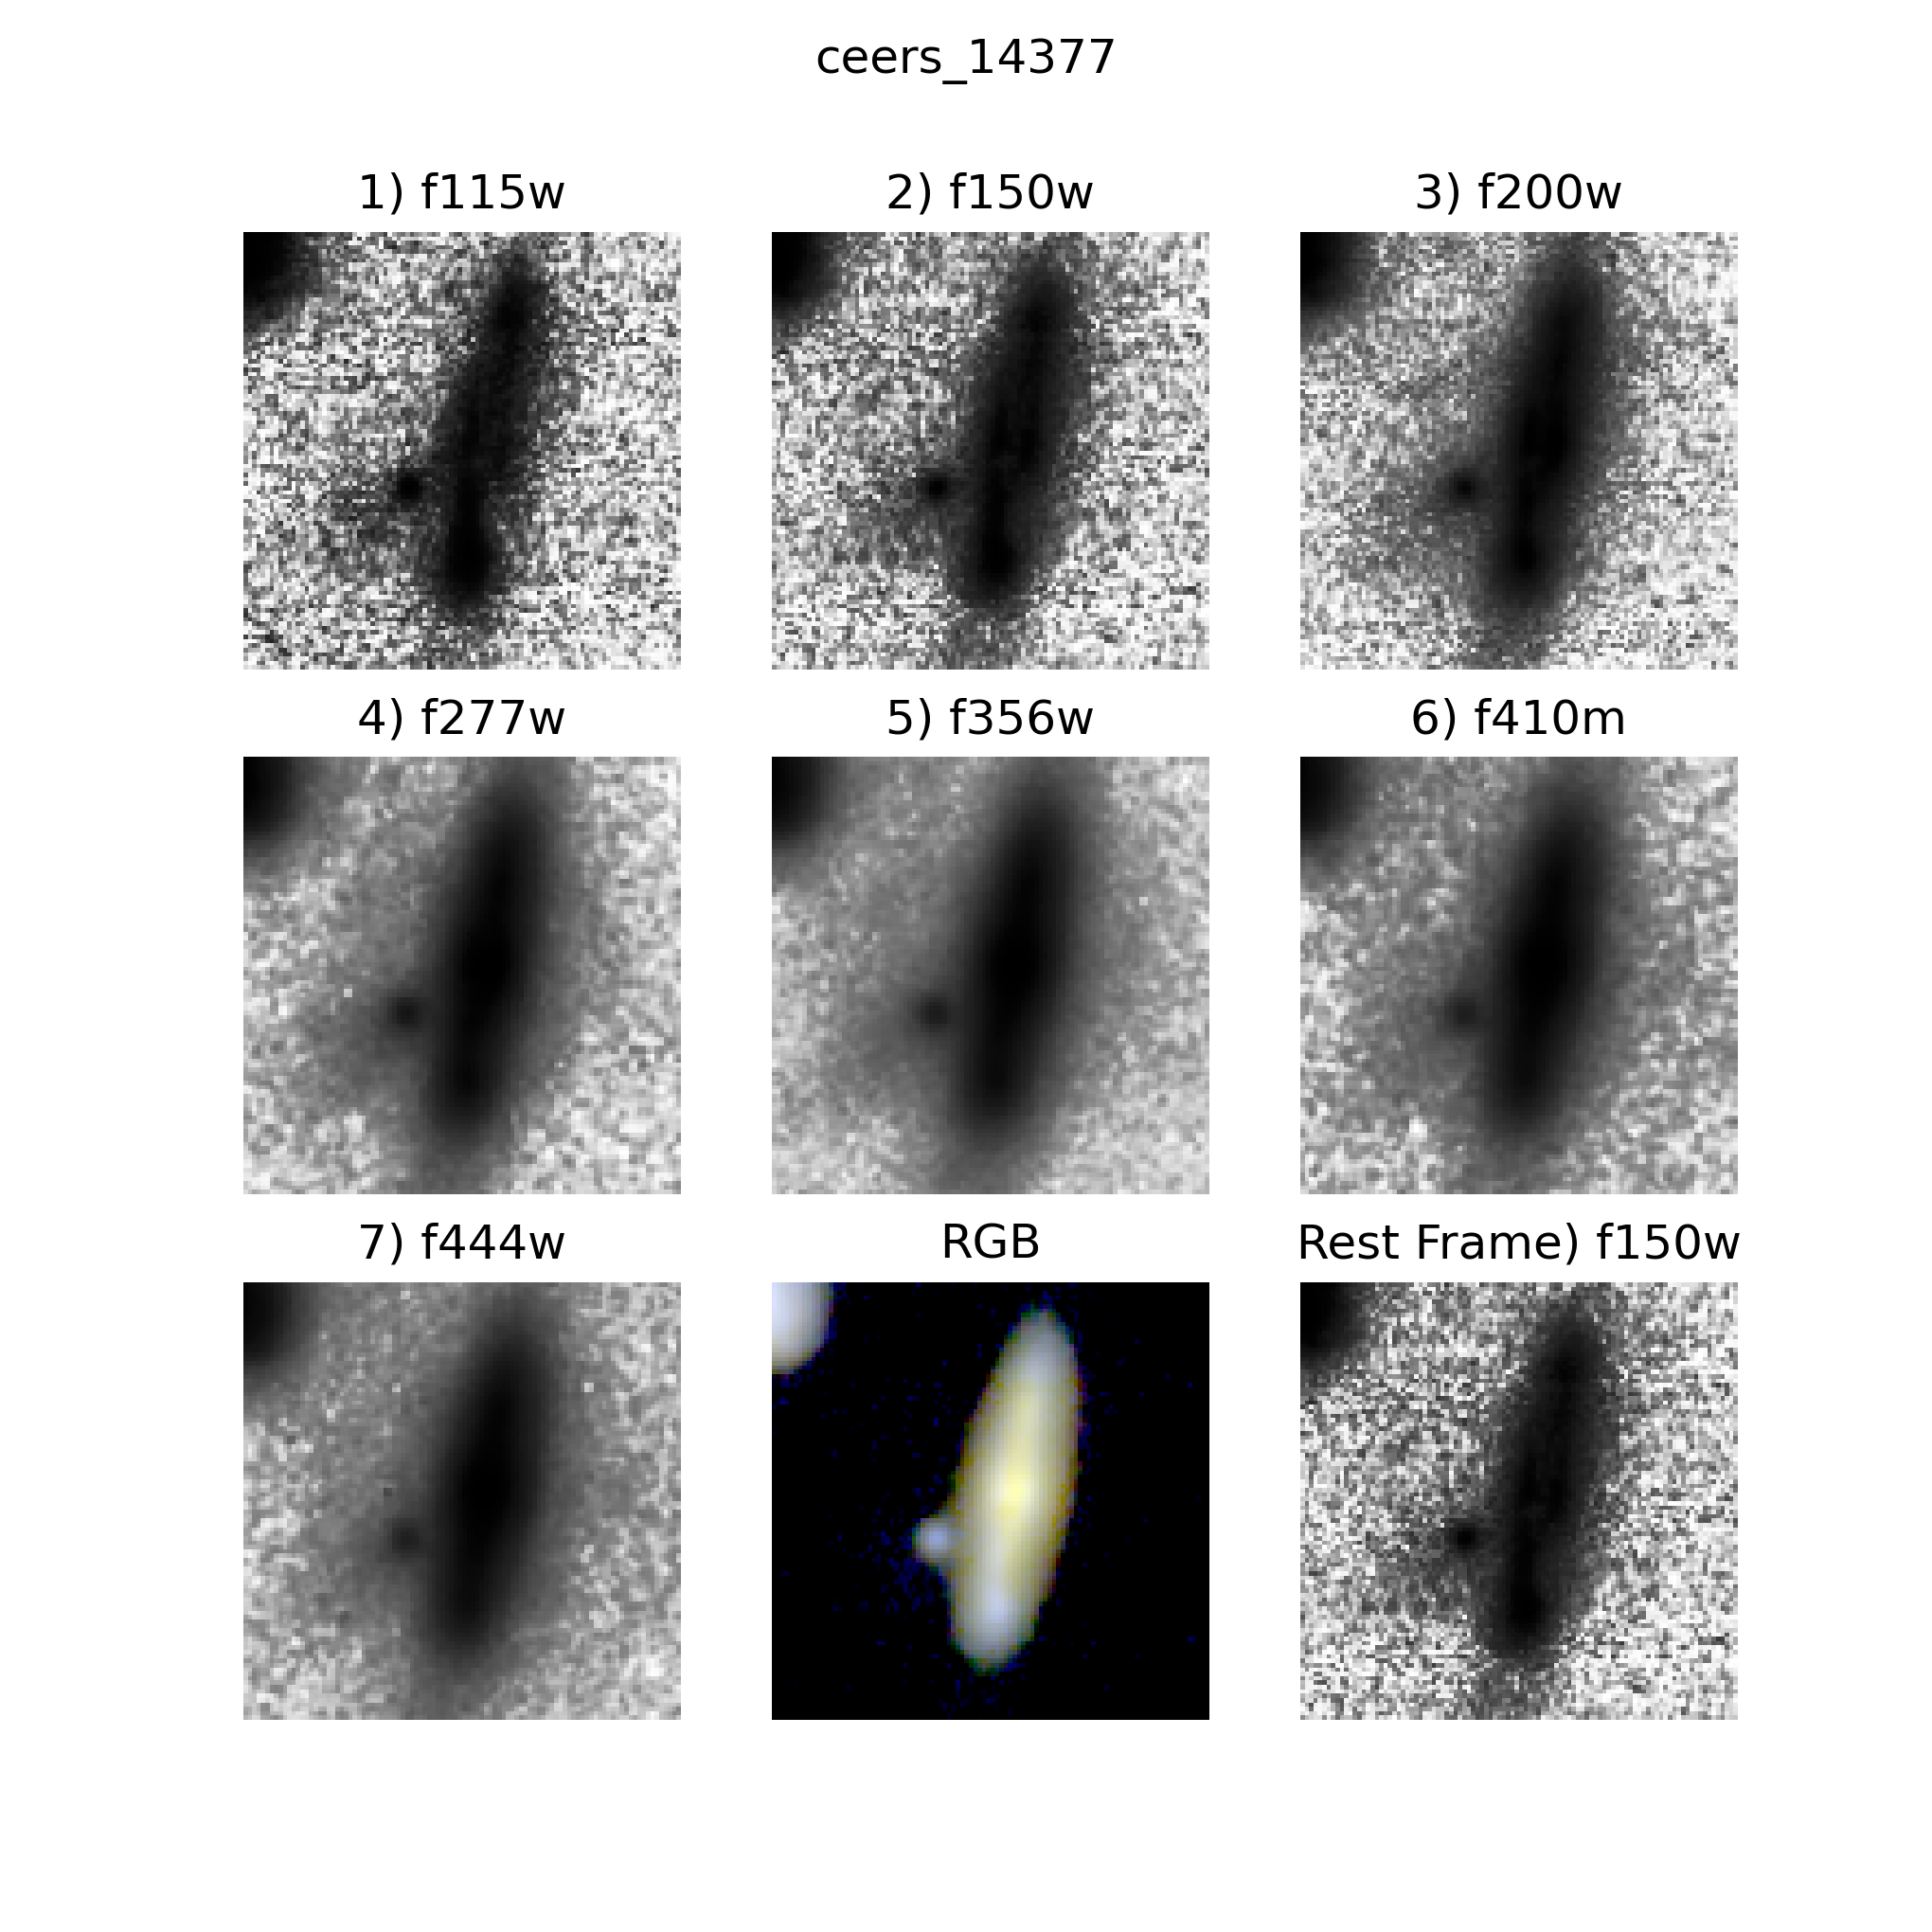 ceers_14377
1) f115w
2) f150w
3) f200w
4) f277w
5) f356w
6) f410m
7) f444w
RGB
Rest Frame) f150w